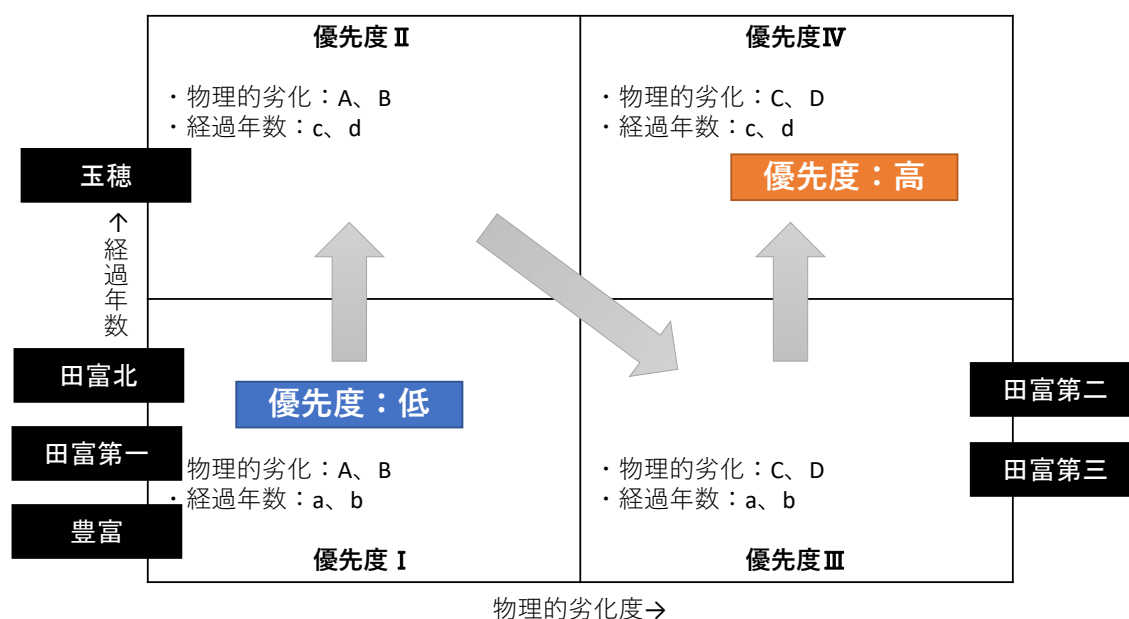 優先度Ⅱ
・物理的劣化：A、B
・経過年数：c、d
優先度Ⅳ
・物理的劣化：C、D
・経過年数：c、d
優先度：高
玉穂
↑経過年数
田富北
田富第一
豊富
優先度：低
物理的劣化：A、B
・経過年数：a、b
優先度Ⅰ
・物理的劣化：C、D
・経過年数：a、b
優先度Ⅲ
田富第二
田富第三
物理的劣化度→